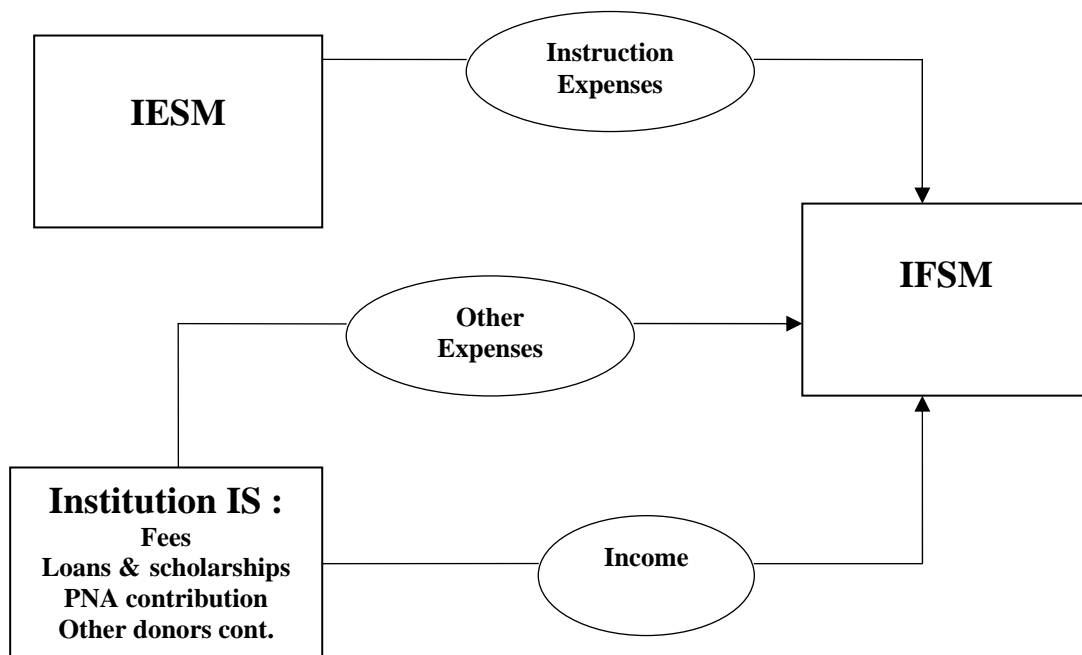 Instruction
Expenses
IESM
IFSM
Other
Expenses
Institution IS :
Fees
Loans & scholarships
PNA contribution
Other donors cont.
Income